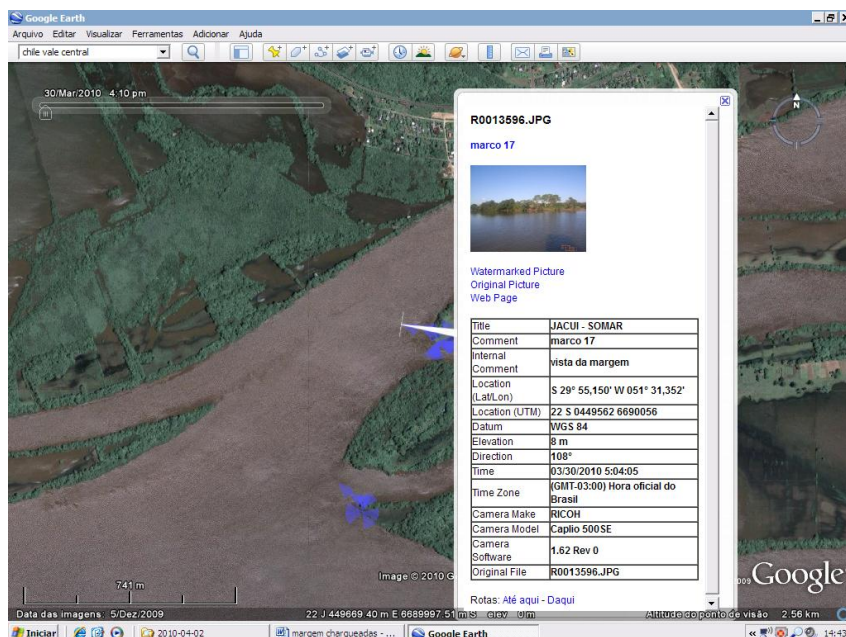 Google Earth
Arquivo Editar Visualizar Ferramentas Adicionar Ajuda
chile vale central
30/Mar/2010 4:10 pm
N
R0013596.JPG
marco 17
Watermarked Picture
Original Picture
Web Page
Title JACUI - SOMAR
Comment marco 17
Internal Comment vista da margem
Location (Lat/Lon) S 29° 55,150' W 051° 31,352'
Location (UTM) 22 S 0449562 6690056
Datum WGS 84
Elevation 8 m
Direction 108°
Time 03/30/2010 5:04:05
Time Zone (GMT-03:00) Hora oficial do Brasil
Camera Make RICOH
Camera Model Caplio 500SE
Camera Software 1.62 Rev 0
Original File R0013596.JPG
Rotas: Até aqui - Daqui
741 m
Image © 2010 G
009 Google
Data das imagens: 5/Dez/2009 22 J 449669.40 m E 6689997.51 m S elev 0 m Altitude do ponto de visão 2.56 km
Iniciar 2010-04-02 margem charqueadas - ... Google Earth 14:43